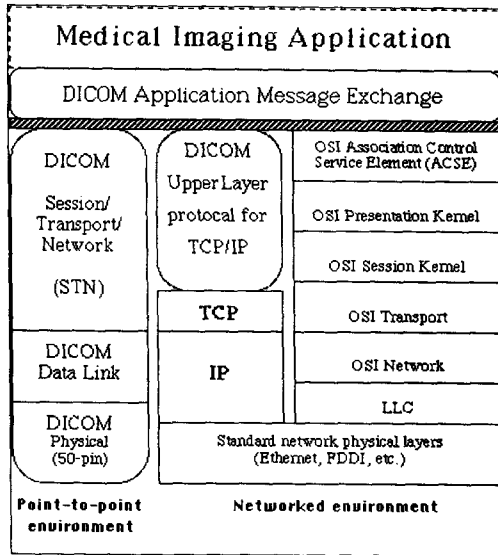 Medical Imaging Application
DICOM Application Message Exchange
DICOM
Session/
Transport/
Network
(STN)
DICOM
Data Link
DICOM
Physical
(50-pin)
DICOM
Upper Layer
protocal for
TCP/IP
TCP
IP
OSI Association Control
Service Element (ACSE)
OSI Presentation Kernel
OSI Session Kernel
OSI Transport
OSI Network
LLC
Standard network physical layers
(Ethernet, FDDI, etc.)
Point-to-point
environment
Networked environment